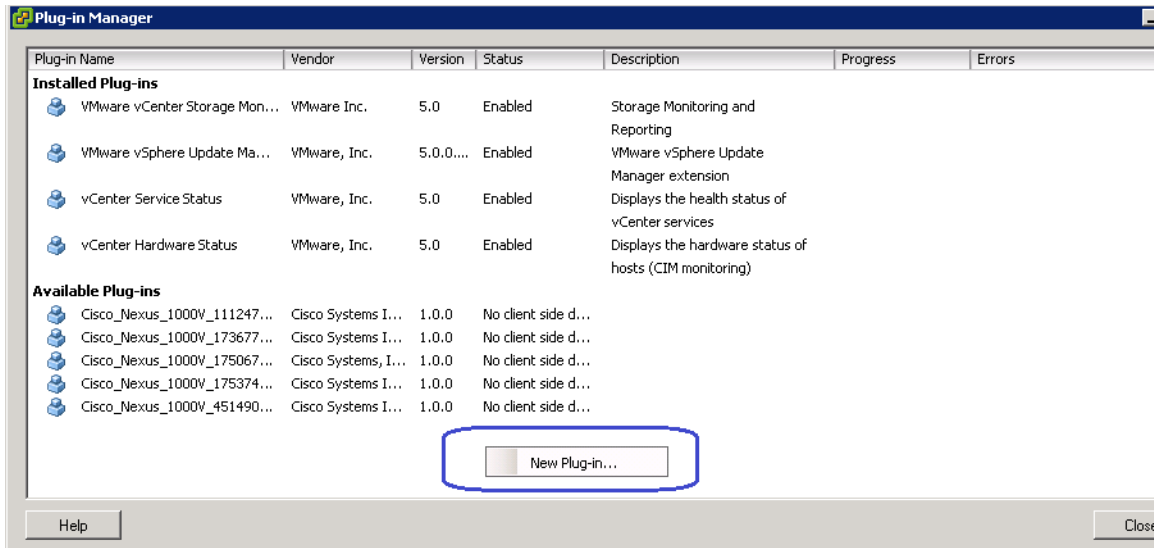 Plug-in Manager
Plug-in Name Vendor Version Status Description Progress Errors
Installed Plug-ins
VMware vCenter Storage Mon... VMware Inc. 5.0 Enabled Storage Monitoring and
Reporting
VMware vSphere Update Ma... VMware, Inc. 5.0.0.... Enabled VMware vSphere Update
Manager extension
vCenter Service Status VMware, Inc. 5.0 Enabled Displays the health status of
vCenter services
vCenter Hardware Status VMware, Inc. 5.0 Enabled Displays the hardware status of
hosts (CIM monitoring)
Available Plug-ins
Cisco_Nexus_1000V_111247... Cisco Systems I... 1.0.0 No client side d...
Cisco_Nexus_1000V_173677... Cisco Systems I... 1.0.0 No client side d...
Cisco_Nexus_1000V_175067... Cisco Systems, I... 1.0.0 No client side d...
Cisco_Nexus_1000V_175374... Cisco Systems I... 1.0.0 No client side d...
Cisco_Nexus_1000V_451490... Cisco Systems I... 1.0.0 No client side d...
New Plug-in...
Help Close